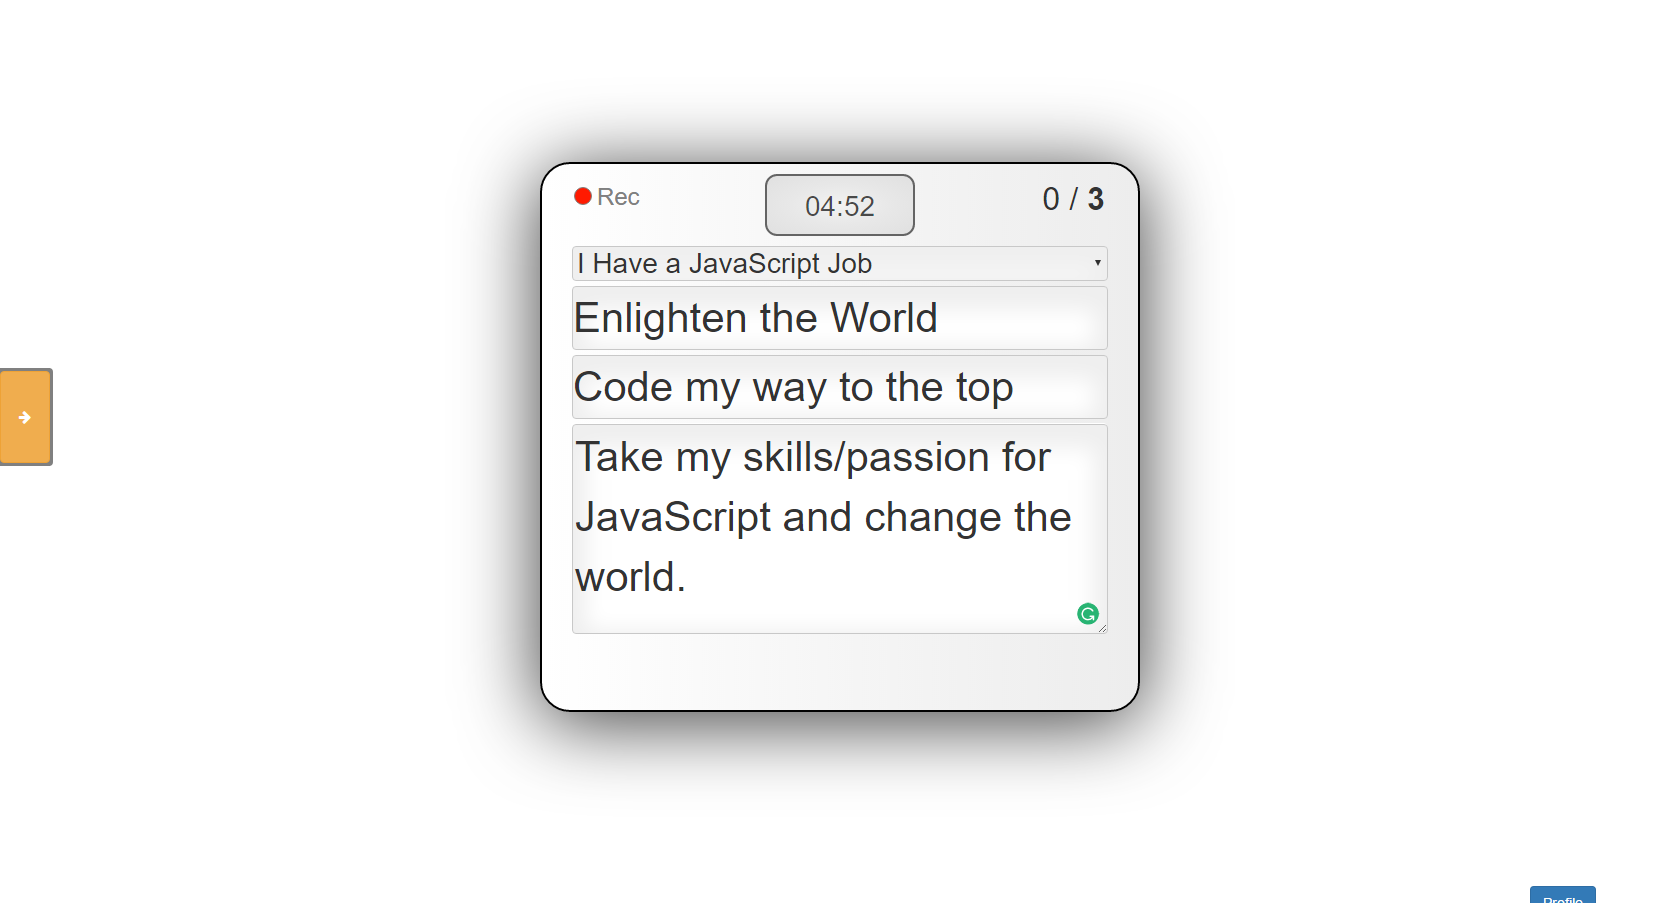 Rec
04:52
0 / 3
I Have a JavaScript Job
Enlighten the World
Code my way to the top
Take my skills/passion for
JavaScript and change the
world.
Profile